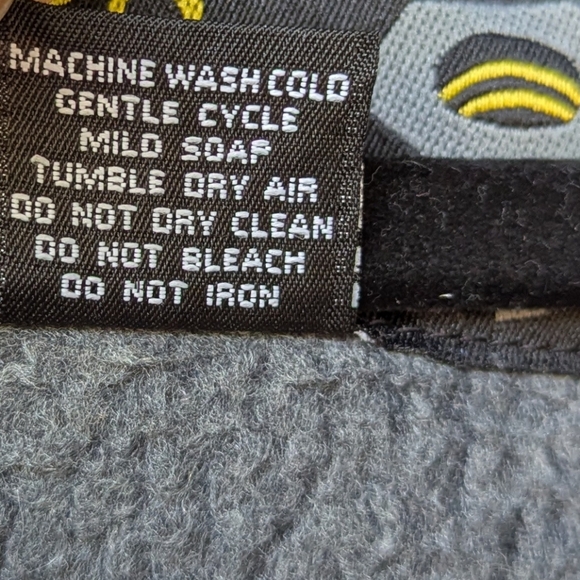 MACHINE WASH COLD
GENTLE CYCLE
MILD SOAP
TUMBLE DRY AIR
DO NOT DRY CLEAN
DO NOT BLEACH
DO NOT IRON